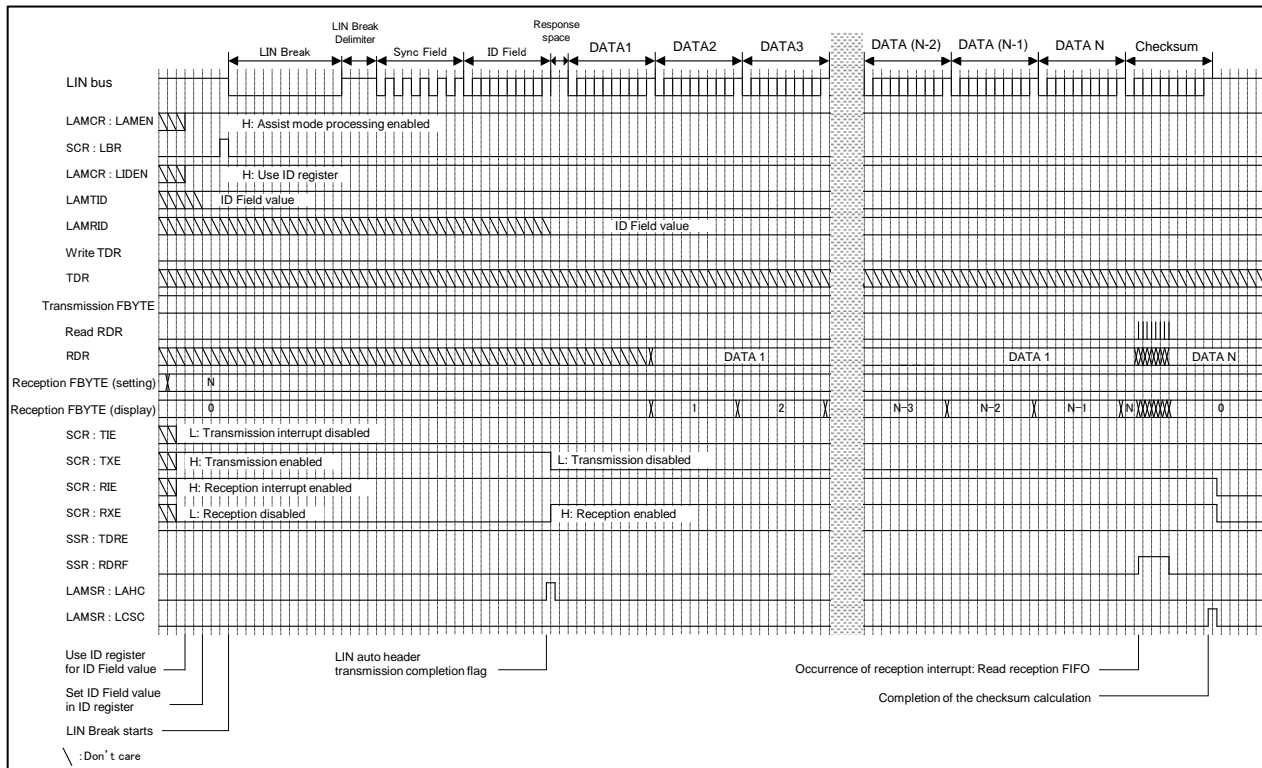 LIN Break
LIN Break
Delimiter
Sync Field
ID Field
Response
space
DATA1
DATA2
DATA3
DATA (N-2)
DATA (N-1)
DATA N
Checksum
LIN bus
LAMCR : LAMEN
H: Assist mode processing enabled
SCR : LBR
LAMCR : LIDEN
H: Use ID register
LAMTID
ID Field value
LAMRID
ID Field value
Write TDR
TDR
Transmission FBYTE
Read RDR
RDR
DATA 1
DATA 1
DATA N
Reception FBYTE (setting)
N
Reception FBYTE (display)
0
1
2
N-3
N-2
N-1
N
0
SCR : TIE
L: Transmission interrupt disabled
SCR : TXE
H: Transmission enabled
L: Transmission disabled
SCR : RIE
H: Reception interrupt enabled
SCR : RXE
L: Reception disabled
H: Reception enabled
SSR : TDRE
SSR : RDRF
LAMSR : LAHC
LAMSR : LCSC
Use ID register
for ID Field value
Set ID Field value
in ID register
LIN Break starts
LIN auto header
transmission completion flag
Occurrence of reception interrupt: Read reception FIFO
Completion of the checksum calculation
\ :Don't care